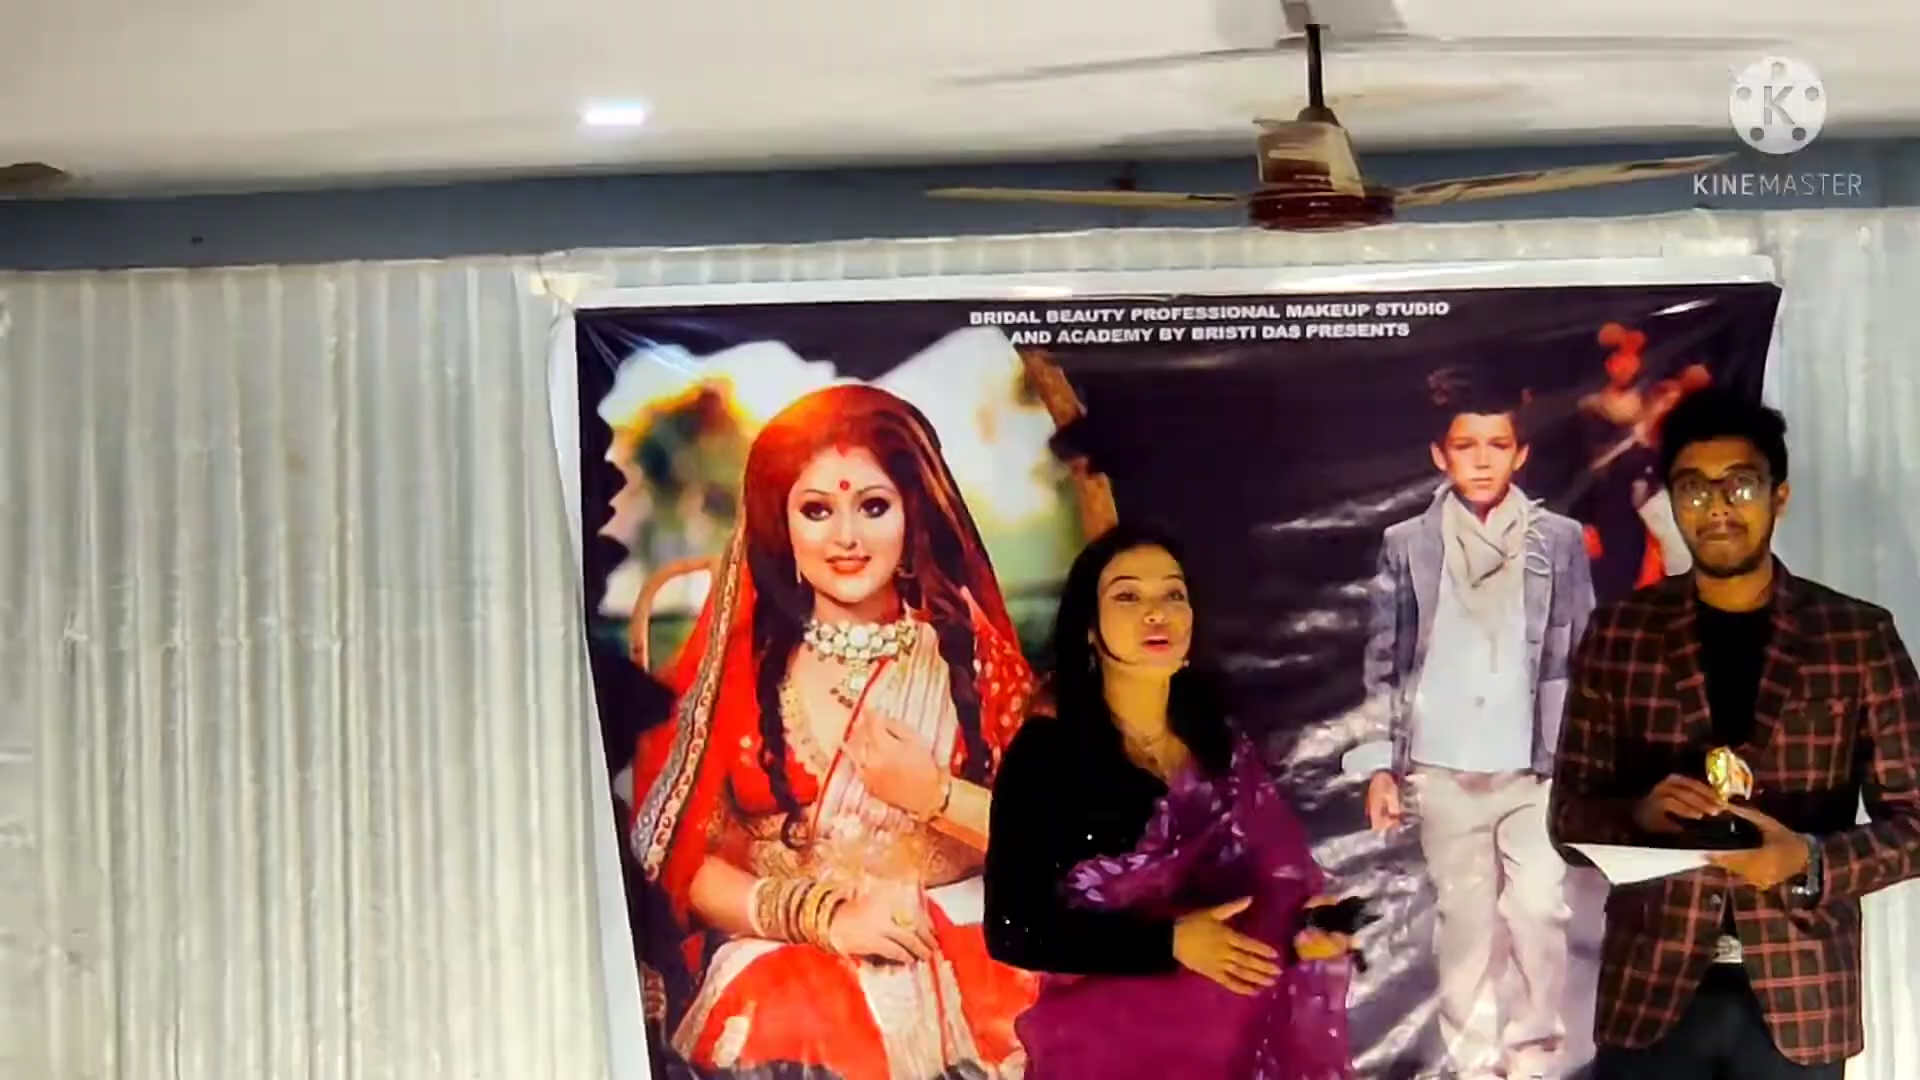 K
KINEMASTER
BRIDAL BEAUTY PROFESSIONAL MAKEUP STUDIO
AND ACADEMY BY BRISTI DAS PRESENTS